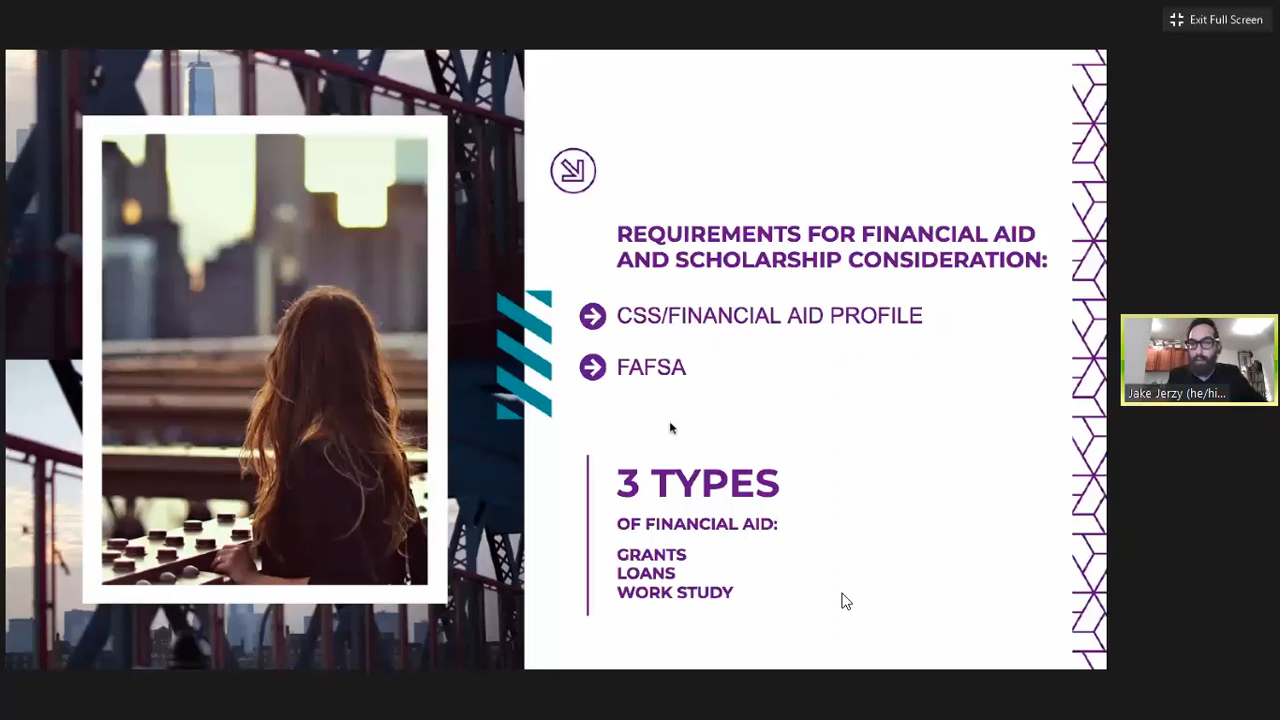 Exit Full Screen
REQUIREMENTS FOR FINANCIAL AID
AND SCHOLARSHIP CONSIDERATION:
CSS/FINANCIAL AID PROFILE
FAFSA
3 TYPES
OF FINANCIAL AID:
GRANTS
LOANS
WORK STUDY
Jake Jerzy (he/hi...